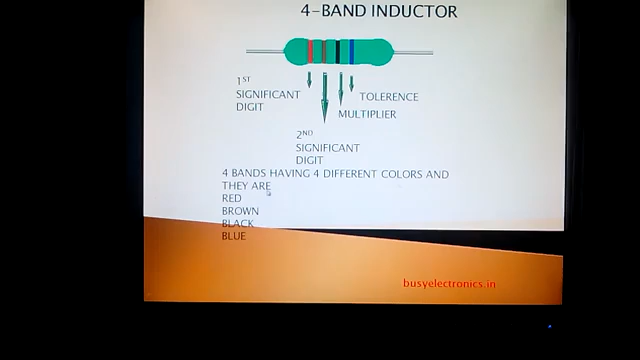 4-BAND INDUCTOR
1ST
SIGNIFICANT
DIGIT
TOLERENCE
MULTIPLIER
2ND
SIGNIFICANT
DIGIT
4 BANDS HAVING 4 DIFFERENT COLORS AND
THEY ARE
RED
BROWN
BLACK
BLUE
busyelectronics.in